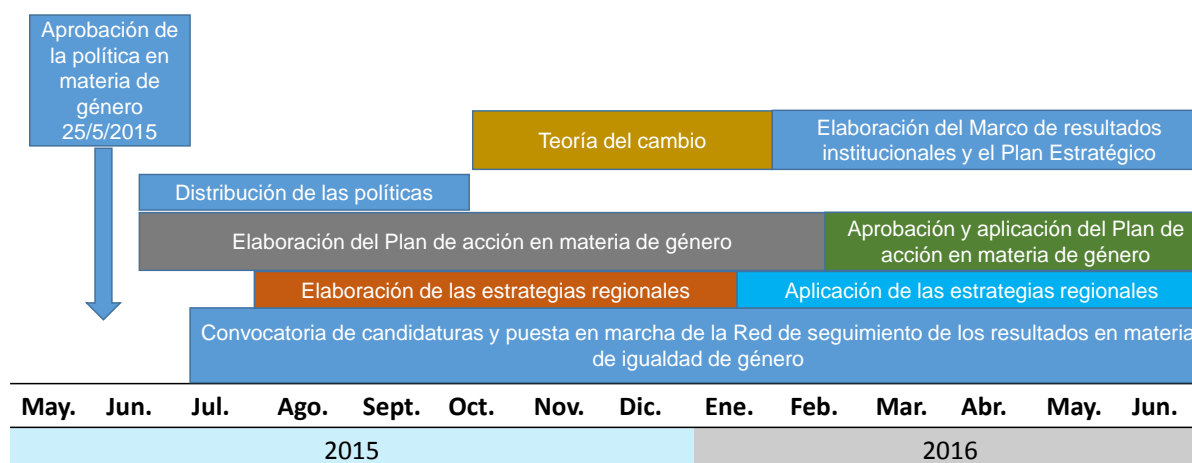 Aprobación de
la política en
materia de
género
25/5/2015
Teoría del cambio
Elaboración del Marco de resultados
institucionales y el Plan Estratégico
Distribución de las políticas
Elaboración del Plan de acción en materia de género
Aprobación y aplicación del Plan de
acción en materia de género
Elaboración de las estrategias regionales
Aplicación de las estrategias regionales
Convocatoria de candidaturas y puesta en marcha de la Red de seguimiento de los resultados en materia
de igualdad de género
May. Jun. Jul. Ago. Sept. Oct. Nov. Dic. Ene. Feb. Mar. Abr. May. Jun.
2015 2016